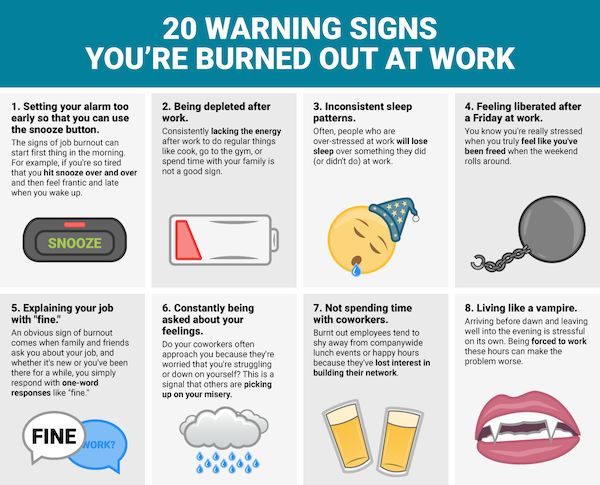 20 WARNING SIGNS
YOU'RE BURNED OUT AT WORK
1. Setting your alarm too
early so that you can use
the snooze button.
The signs of job burnout can
start first thing in the morning.
For example, if you're so tired
that you hit snooze over and over
and then feel frantic and late
when you wake up.
SNOOZE
2. Being depleted after
work.
Consistently lacking the energy
after work to do regular things
like cook, go to the gym, or
spend time with your family is
not a good sign.
3. Inconsistent sleep
patterns.
Often, people who are
over-stressed at work will lose
sleep over something they did
(or didn't do) at work.
4. Feeling liberated after
a Friday at work.
You know you're really stressed
when you truly feel like you've
been freed when the weekend
rolls around.
5. Explaining your job
with "fine."
An obvious sign of burnout
comes when family and friends
ask you about your job, and
whether it's new or you've been
there for a while, you simply
respond with one-word
responses like "fine."
FINE
WORK?
6. Constantly being
asked about your
feelings.
Do your coworkers often
approach you because they're
worried that you're struggling
or down on yourself? This is a
signal that others are picking
up on your misery.
7. Not spending time
with coworkers.
Burnt out employees tend to
shy away from companywide
lunch events or happy hours
because they've lost interest in
building their network.
8. Living like a vampire.
Arriving before dawn and leaving
well into the evening is stressful
on its own. Being forced to work
these hours can make the
problem worse.